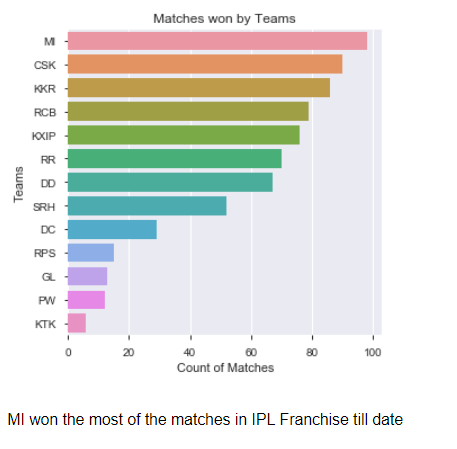 Matches won by Teams
MI
CSK
KKR
RCB
KXIP
RR
DD
SRH
DC
RPS
GL
PW
KTK
Teams
0 20 40 60 80 100
Count of Matches
MI won the most of the matches in IPL Franchise till date